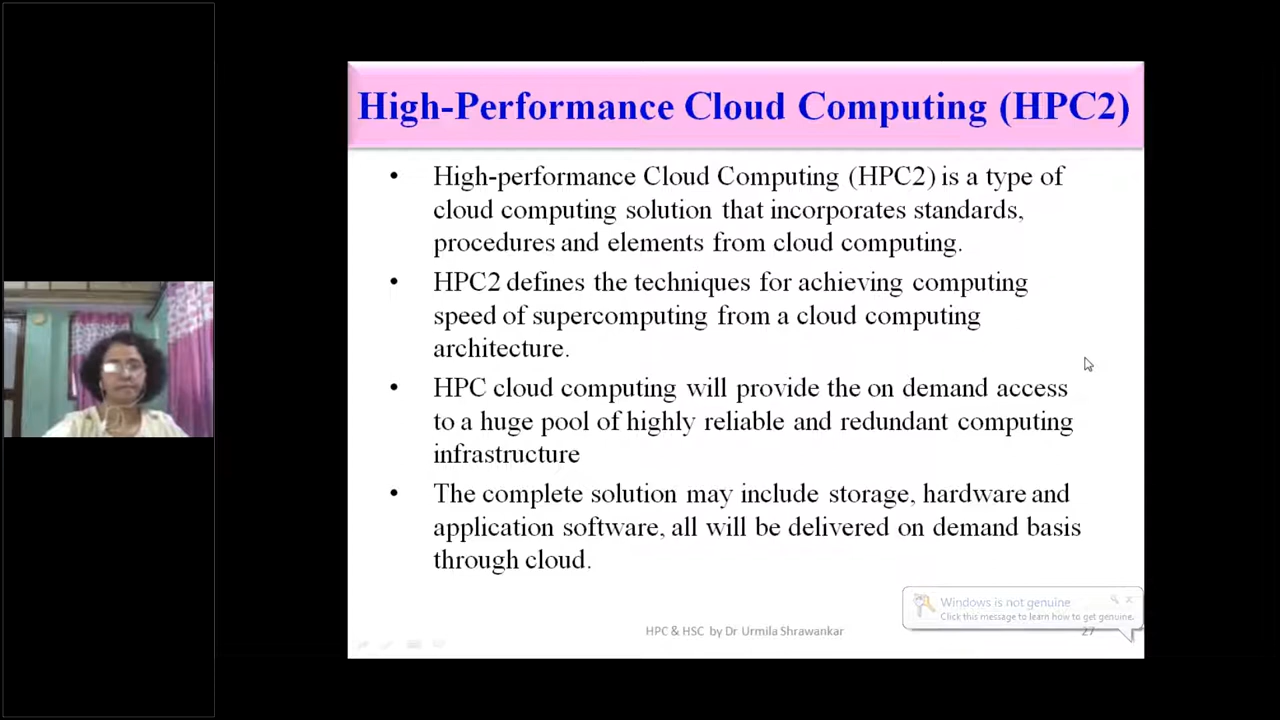 High-Performance Cloud Computing (HPC2)
• High-performance Cloud Computing (HPC2) is a type of
cloud computing solution that incorporates standards,
procedures and elements from cloud computing.
• HPC2 defines the techniques for achieving computing
speed of supercomputing from a cloud computing
architecture.
• HPC cloud computing will provide the on demand access
to a huge pool of highly reliable and redundant computing
infrastructure
• The complete solution may include storage, hardware and
application software, all will be delivered on demand basis
through cloud.
Windows is not genuine
Click this message to learn how to get genuine.
HPC & HSC by Dr Urmila Shrawankar
27